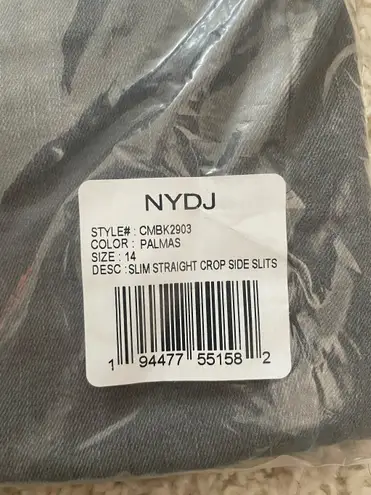 NYDJ
STYLE# : CMBK2903
COLOR : PALMAS
SIZE : 14
DESC : SLIM STRAIGHT CROP SIDE SLITS
1 94477 55158 2